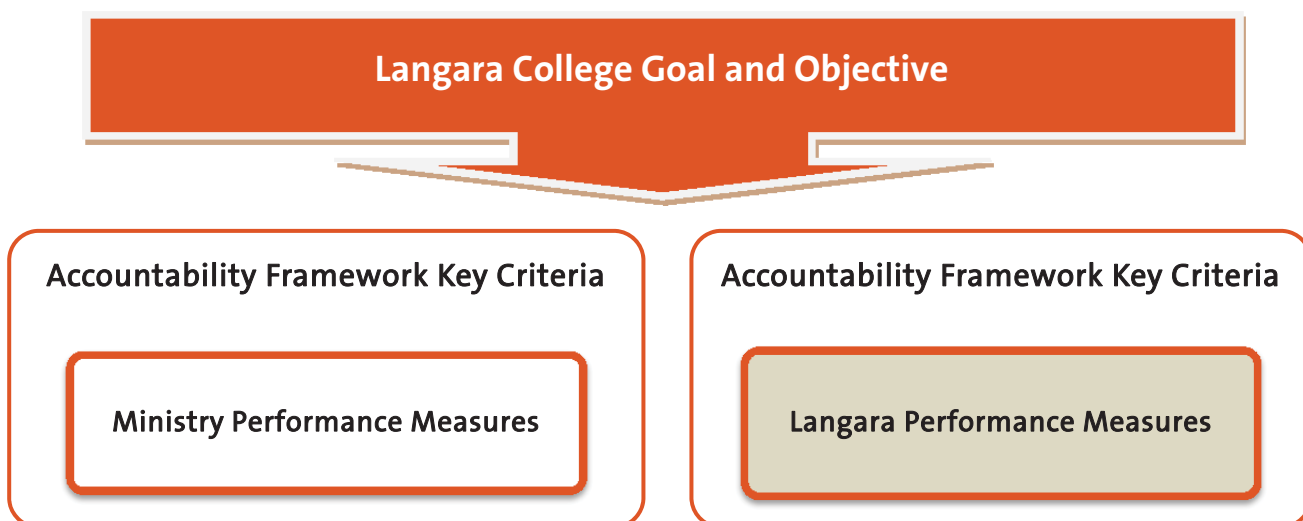 Langara College Goal and Objective
Accountability Framework Key Criteria
Ministry Performance Measures
Accountability Framework Key Criteria
Langara Performance Measures